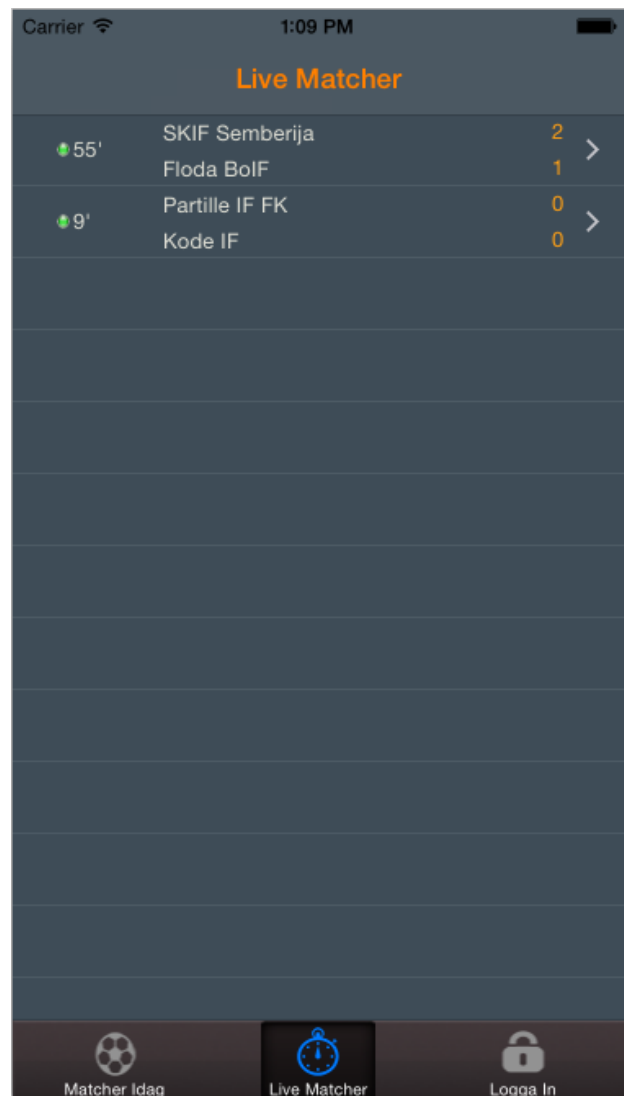 Carrier 1:09 PM
Live Matcher
55'
SKIF Semberija 2
Floda BoIF 1
9'
Partille IF FK 0
Kode IF 0
Matcher Idag Live Matcher Logga In